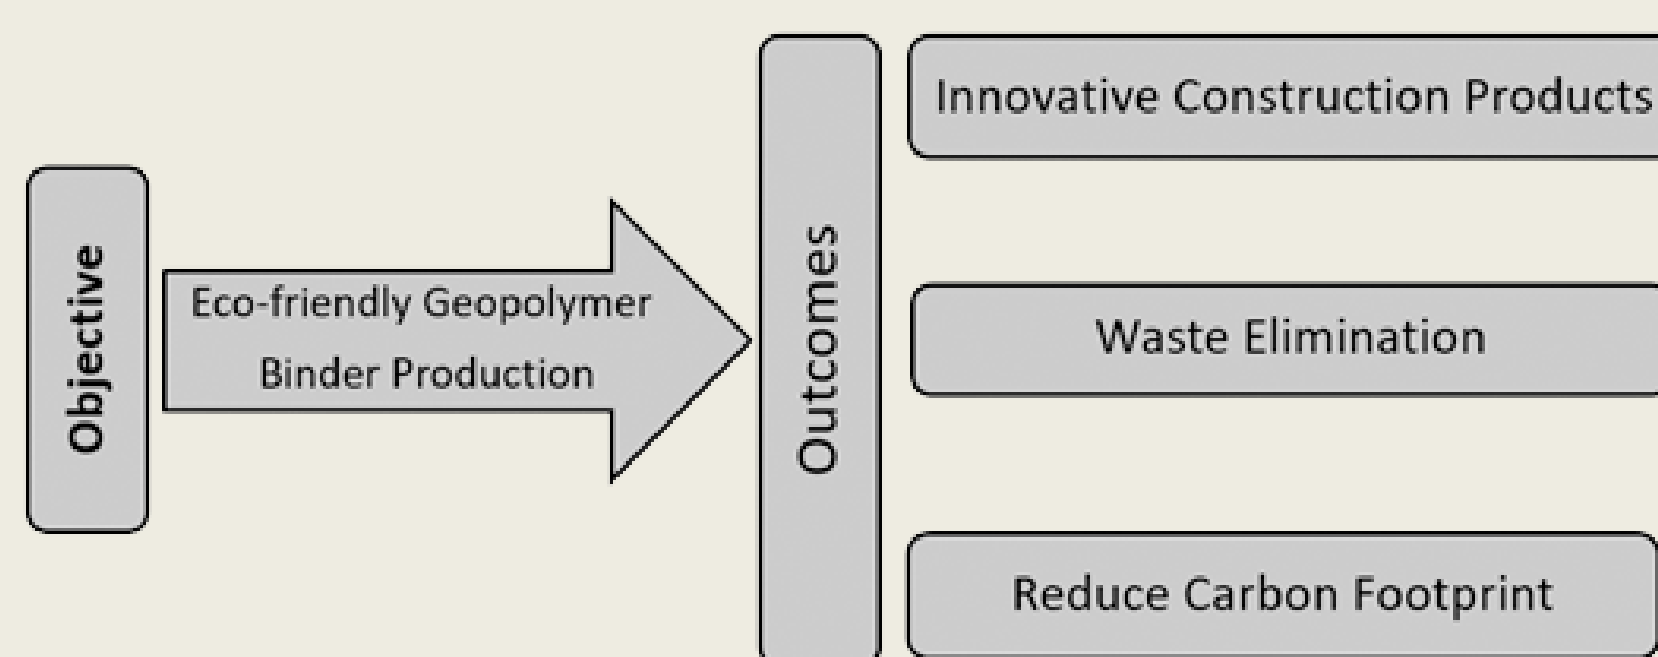 Objective
Eco-friendly Geopolymer
Binder Production
Outcomes
Innovative Construction Products
Waste Elimination
Reduce Carbon Footprint